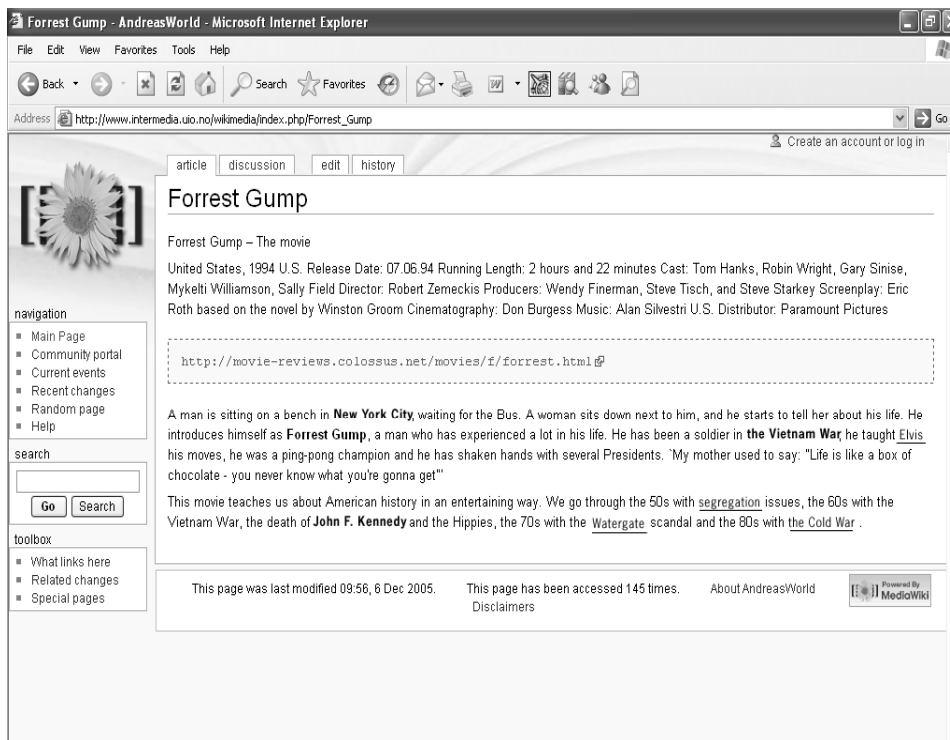 Forrest Gump - AndreasWorld - Microsoft Internet Explorer
File Edit View Favorites Tools Help
Back Search Favorites
Address http://www.intermedia.uio.no/wikimedia/index.php/Forrest_Gump Go
Create an account or log in
article discussion edit history
Forrest Gump
Forrest Gump – The movie
United States, 1994 U.S. Release Date: 07.06.94 Running Length: 2 hours and 22 minutes Cast: Tom Hanks, Robin Wright, Gary Sinise,
Mykelti Williamson, Sally Field Director: Robert Zemeckis Producers: Wendy Finerman, Steve Tisch, and Steve Starkey Screenplay: Eric
Roth based on the novel by Winston Groom Cinematography: Don Burgess Music: Alan Silvestri U.S. Distributor: Paramount Pictures
http://movie-reviews.colossus.net/movies/f/forrest.html
A man is sitting on a bench in New York City, waiting for the Bus. A woman sits down next to him, and he starts to tell her about his life. He
introduces himself as Forrest Gump, a man who has experienced a lot in his life. He has been a soldier in the Vietnam War, he taught Elvis
his moves, he was a ping-pong champion and he has shaken hands with several Presidents. `My mother used to say: "Life is like a box of
chocolate - you never know what you're gonna get"'
This movie teaches us about American history in an entertaining way. We go through the 50s with segregation issues, the 60s with the
Vietnam War, the death of John F. Kennedy and the Hippies, the 70s with the Watergate scandal and the 80s with the Cold War .
navigation
Main Page
Community portal
Current events
Recent changes
Random page
Help
search
Go Search
toolbox
What links here
Related changes
Special pages
This page was last modified 09:56, 6 Dec 2005. This page has been accessed 145 times. About AndreasWorld
Disclaimers
Powered By
MediaWiki